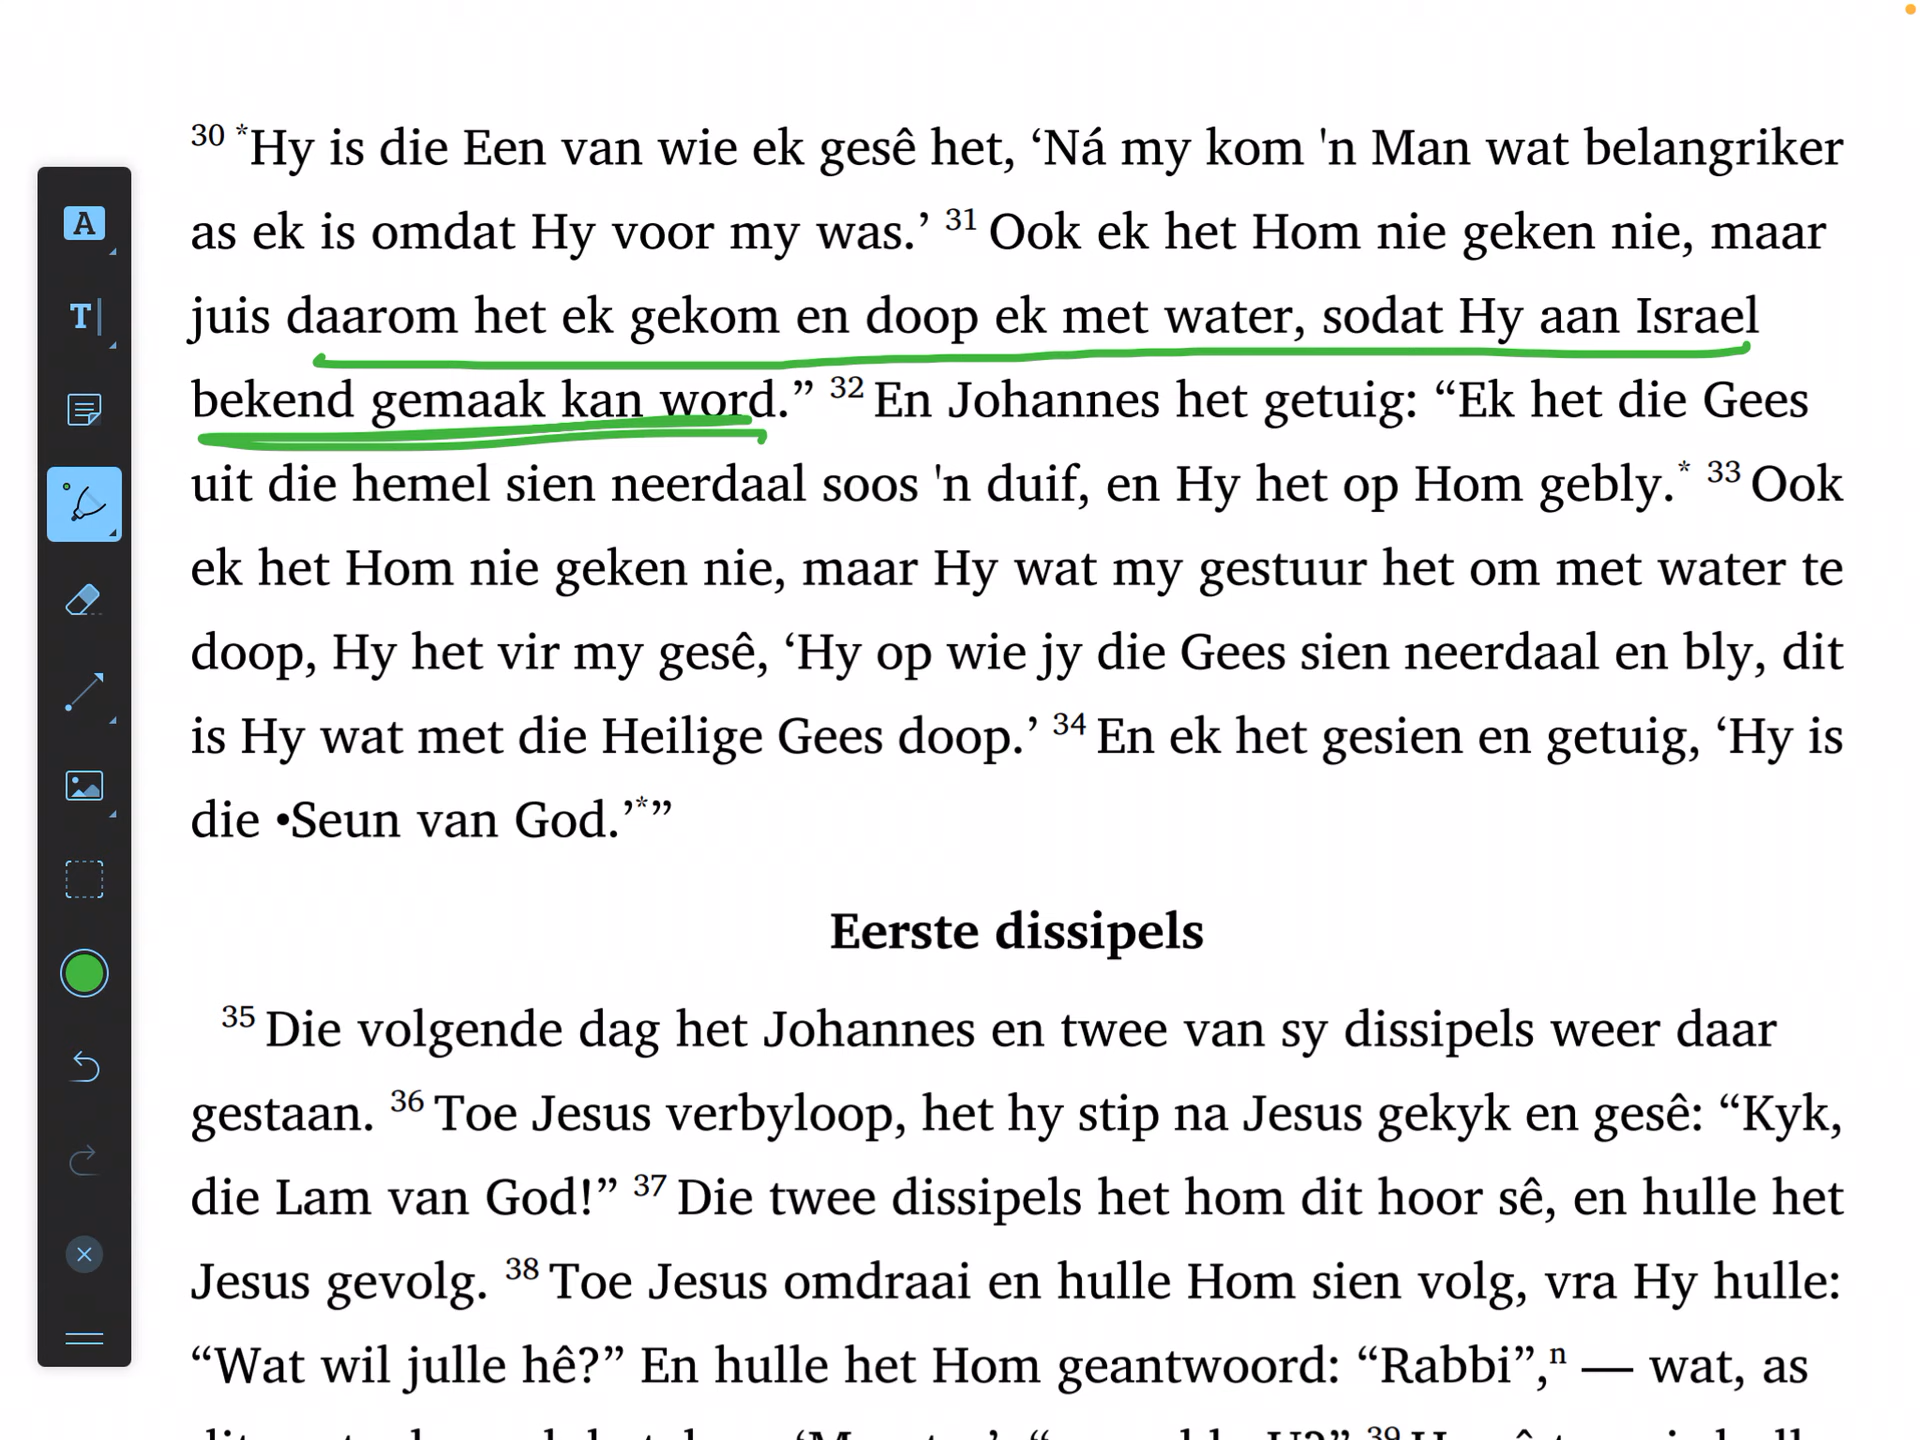 30 *Hy is die Een van wie ek gesê het, ‘Ná my kom 'n Man wat belangriker
as ek is omdat Hy voor my was.’ 31 Ook ek het Hom nie geken nie, maar
juis daarom het ek gekom en doop ek met water, sodat Hy aan Israel
bekend gemaak kan word.” 32 En Johannes het getuig: “Ek het die Gees
uit die hemel sien neerdaal soos 'n duif, en Hy het op Hom gebly.* 33 Ook
ek het Hom nie geken nie, maar Hy wat my gestuur het om met water te
doop, Hy het vir my gesê, ‘Hy op wie jy die Gees sien neerdaal en bly, dit
is Hy wat met die Heilige Gees doop.’ 34 En ek het gesien en getuig, ‘Hy is
die •Seun van God.’*”
Eerste dissipels
35 Die volgende dag het Johannes en twee van sy dissipels weer daar
gestaan. 36 Toe Jesus verbyloop, het hy stip na Jesus gekyk en gesê: “Kyk,
die Lam van God!” 37 Die twee dissipels het hom dit hoor sê, en hulle het
Jesus gevolg. 38 Toe Jesus omdraai en hulle Hom sien volg, vra Hy hulle:
“Wat wil julle hê?” En hulle het Hom geantwoord: “Rabbi”,n — wat, as
39
A
T